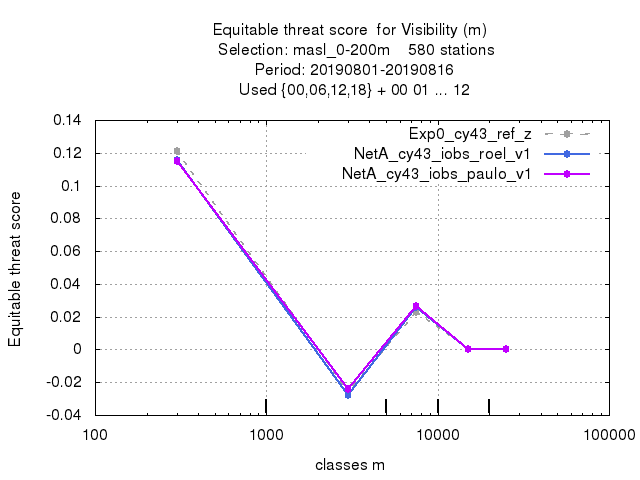 Equitable threat score  for Visibility (m)
Selection: masl_0-200m    580 stations
Period: 20190801-20190816
Used {00,06,12,18} + 00 01 ... 12
Exp0_cy43_ref_z
NetA_cy43_iobs_roel_v1
NetA_cy43_iobs_paulo_v1
Equitable threat score
0.14
0.12
0.1
0.08
0.06
0.04
0.02
0
-0.02
-0.04
100 1000 10000 100000
classes m